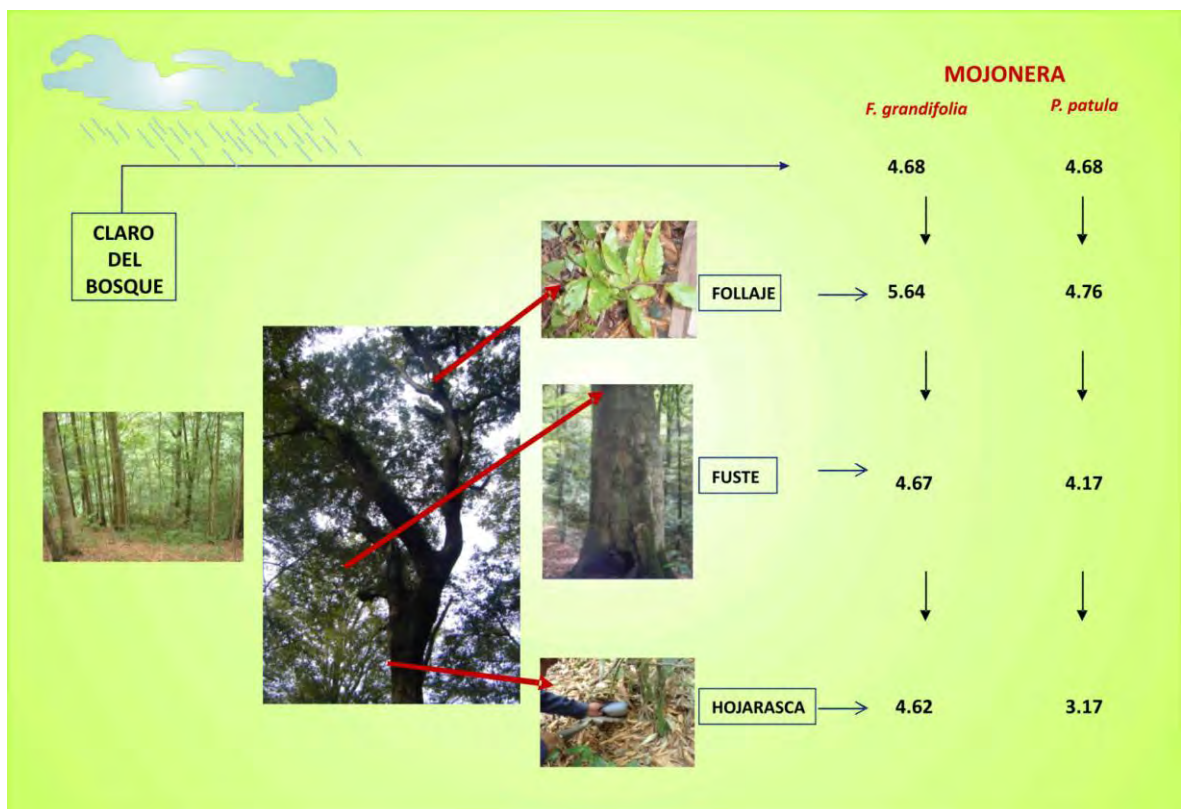 MOJONERA
F. grandifolia P. patula
4.68 4.68
CLARO
DEL
BOSQUE
FOLLAJE 5.64 4.76
FUSTE 4.67 4.17
HOJARASCA 4.62 3.17